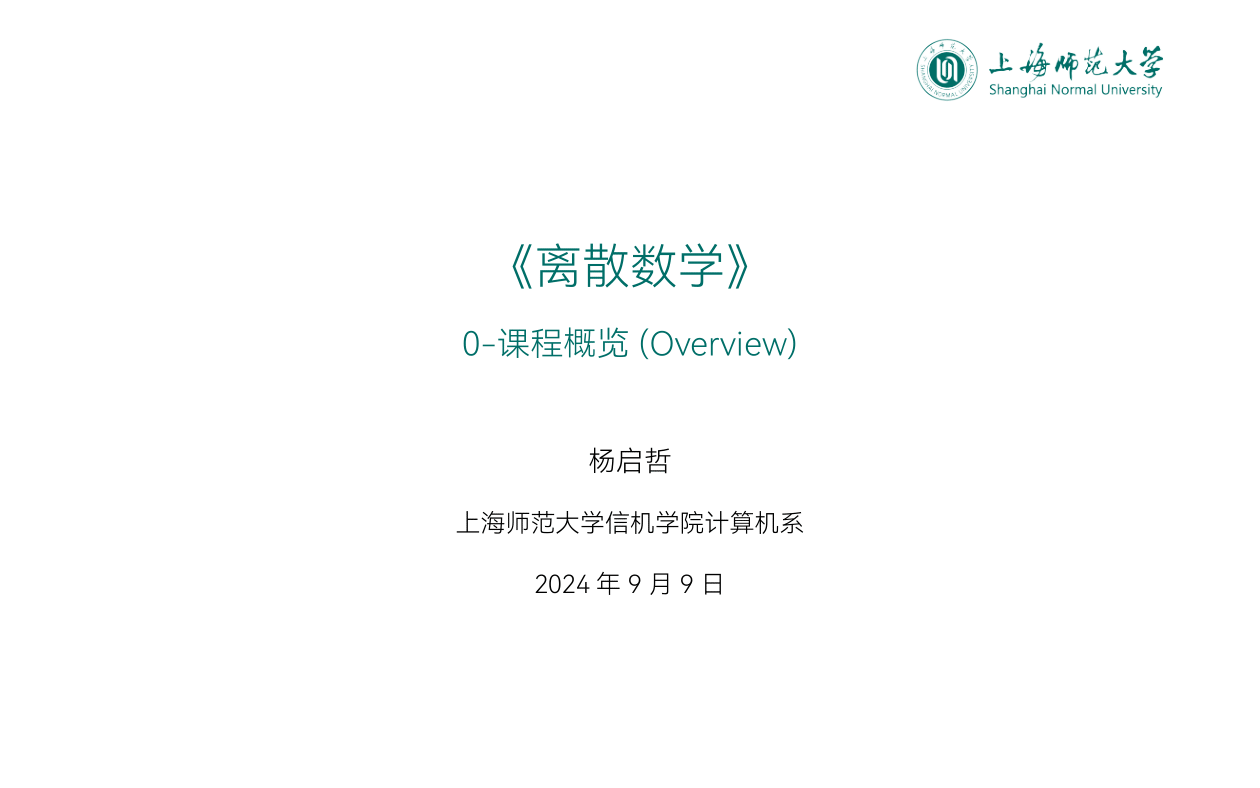 上海师范大学
Shanghai Normal University
《离散数学》
0-课程概览 (Overview)
杨启哲
上海师范大学信机学院计算机系
2024 年 9 月 9 日